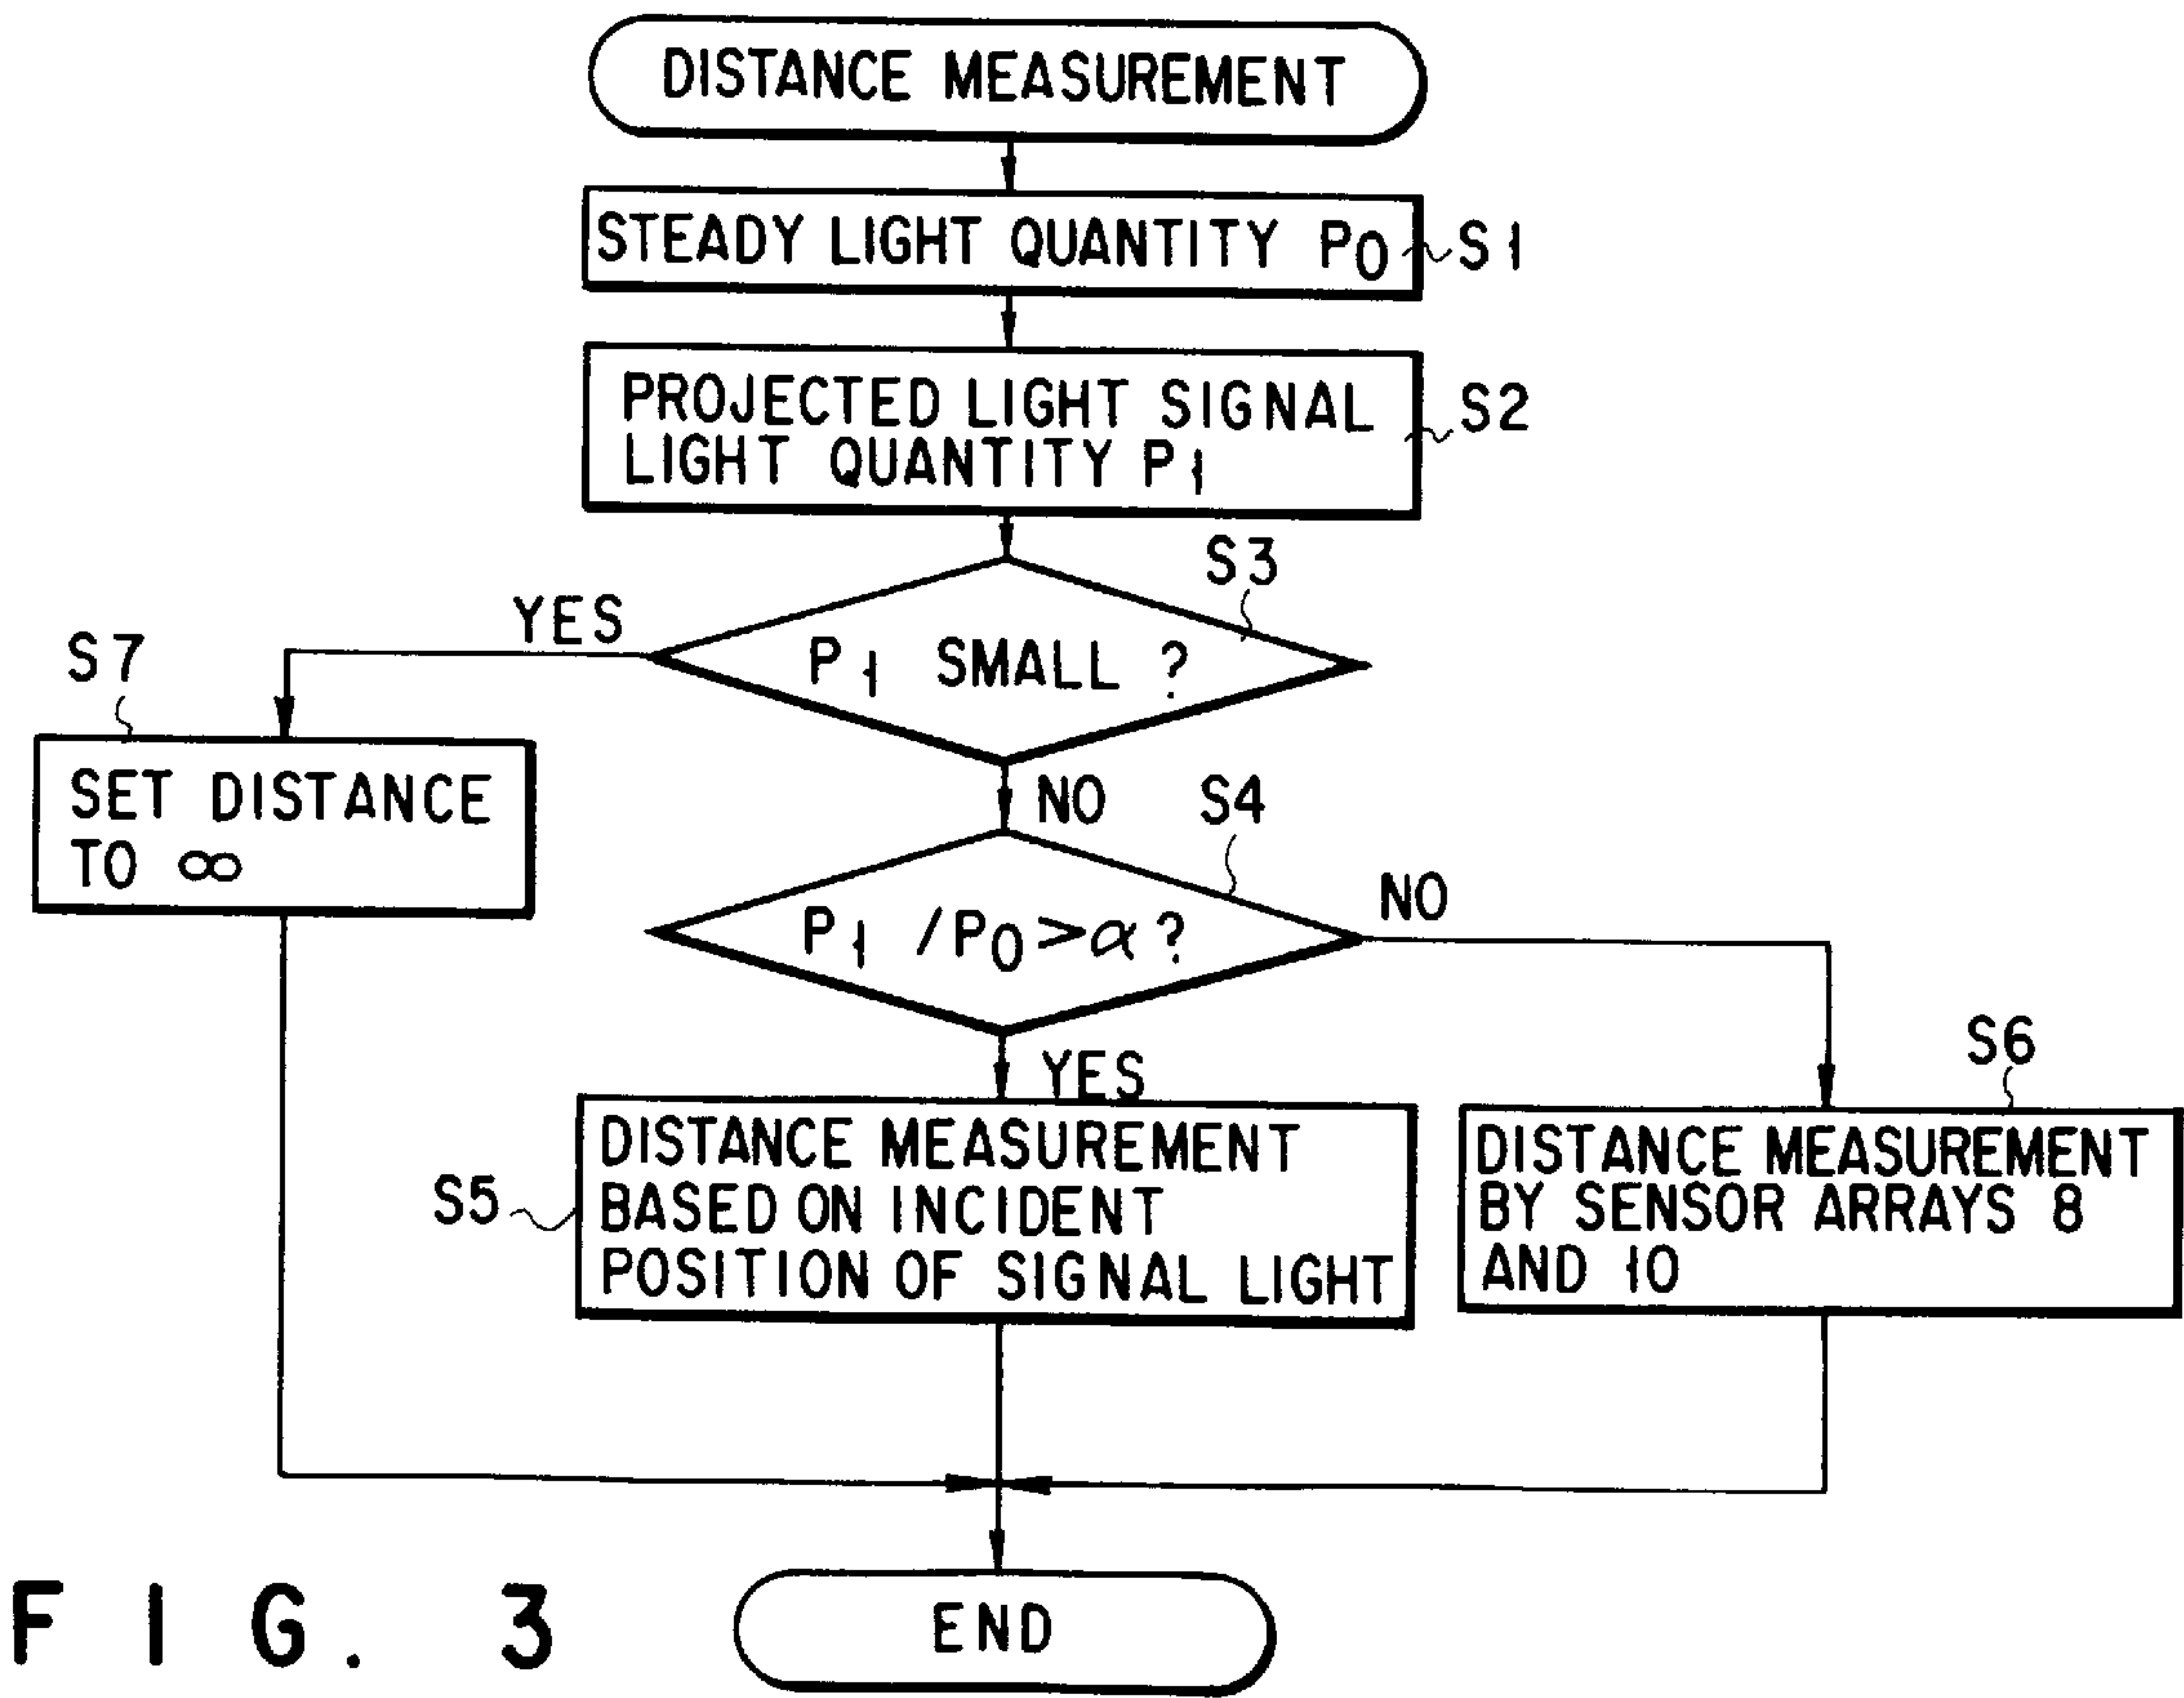 DISTANCE MEASUREMENT
STEADY LIGHT QUANTITY P0
S1
PROJECTED LIGHT SIGNAL
LIGHT QUANTITY P1
S2
S3
YES
P1 SMALL ?
S7
SET DISTANCE
TO ∞
NO
S4
P1 /P0>α?
NO
YES
S6
S5
DISTANCE MEASUREMENT
BASED ON INCIDENT
POSITION OF SIGNAL LIGHT
DISTANCE MEASUREMENT
BY SENSOR ARRAYS 8
AND 10
END
FIG. 3